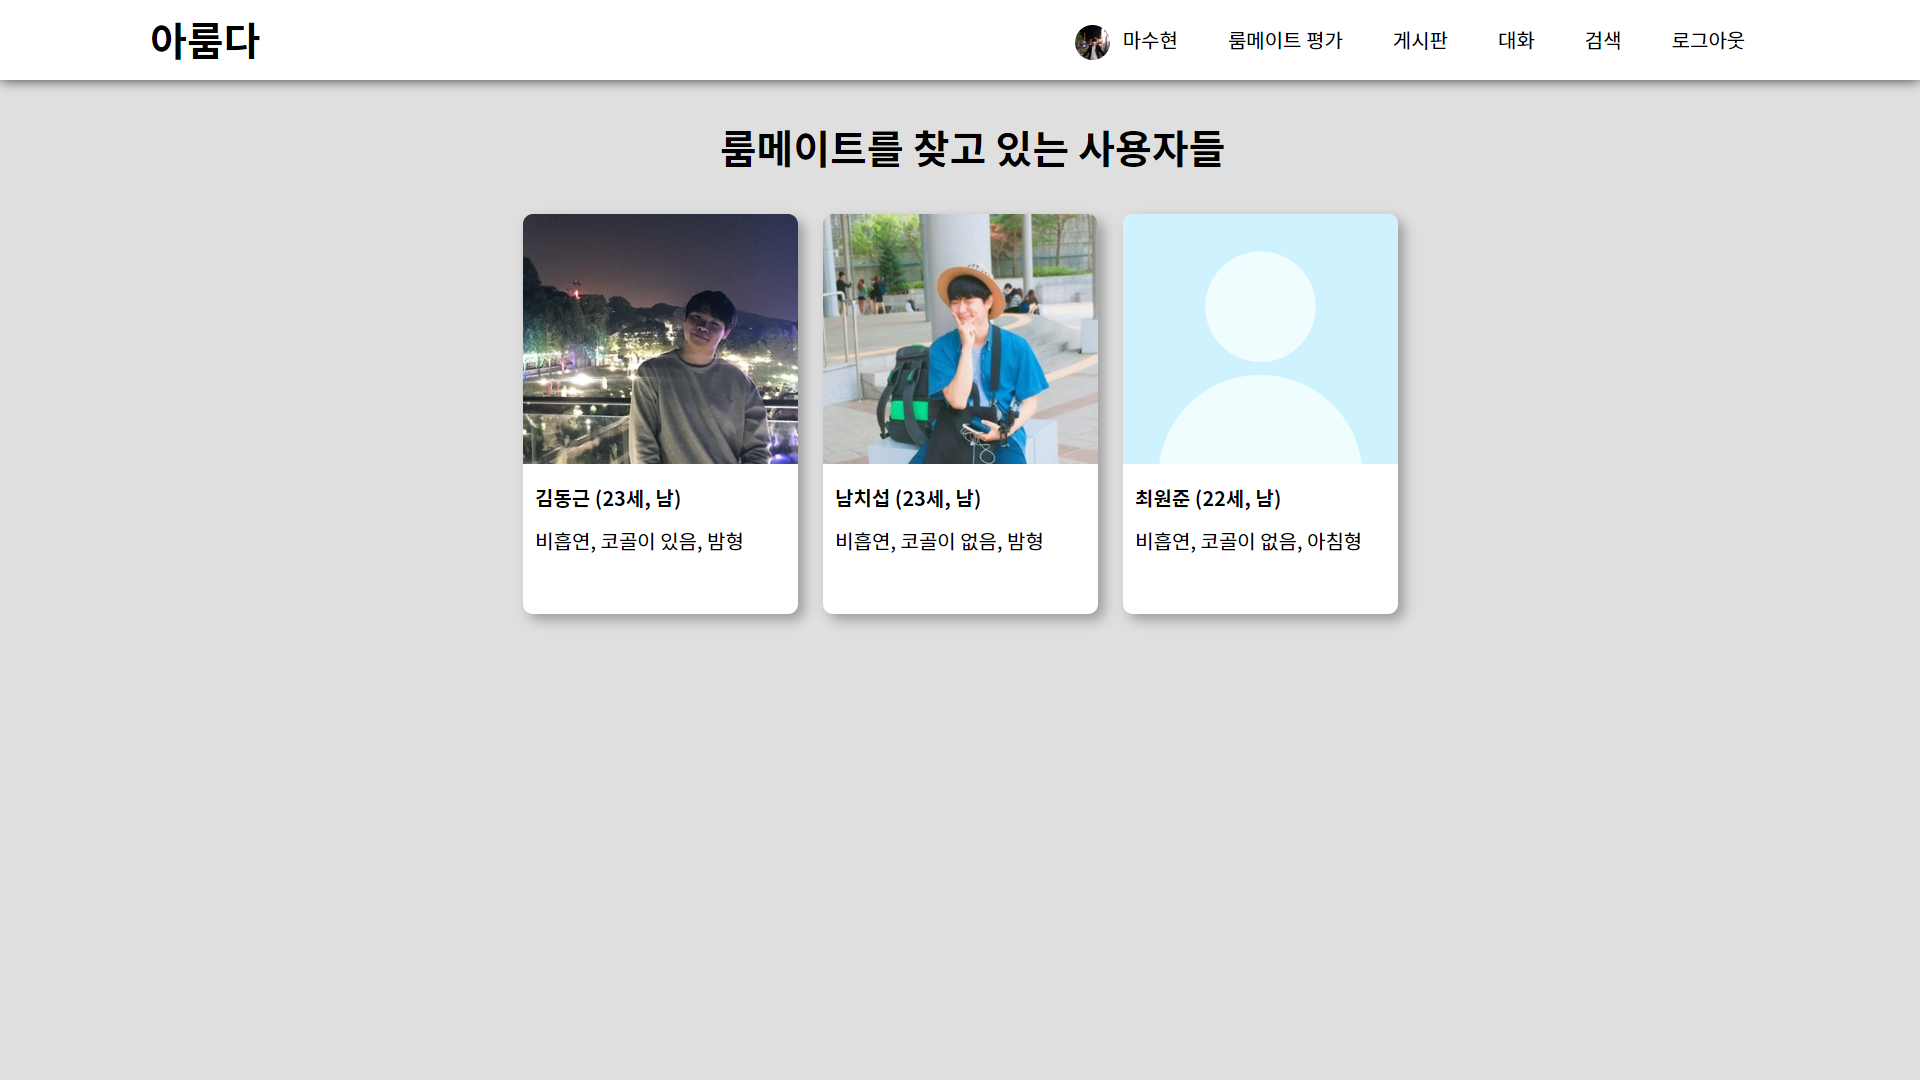 아룸다
마수현
룸메이트 평가
게시판
대화
검색
로그아웃
룸메이트를 찾고 있는 사용자들
김동근 (23세, 남)
비흡연, 코골이 있음, 밤형
남치섭 (23세, 남)
비흡연, 코골이 없음, 밤형
최원준 (22세, 남)
비흡연, 코골이 없음, 아침형